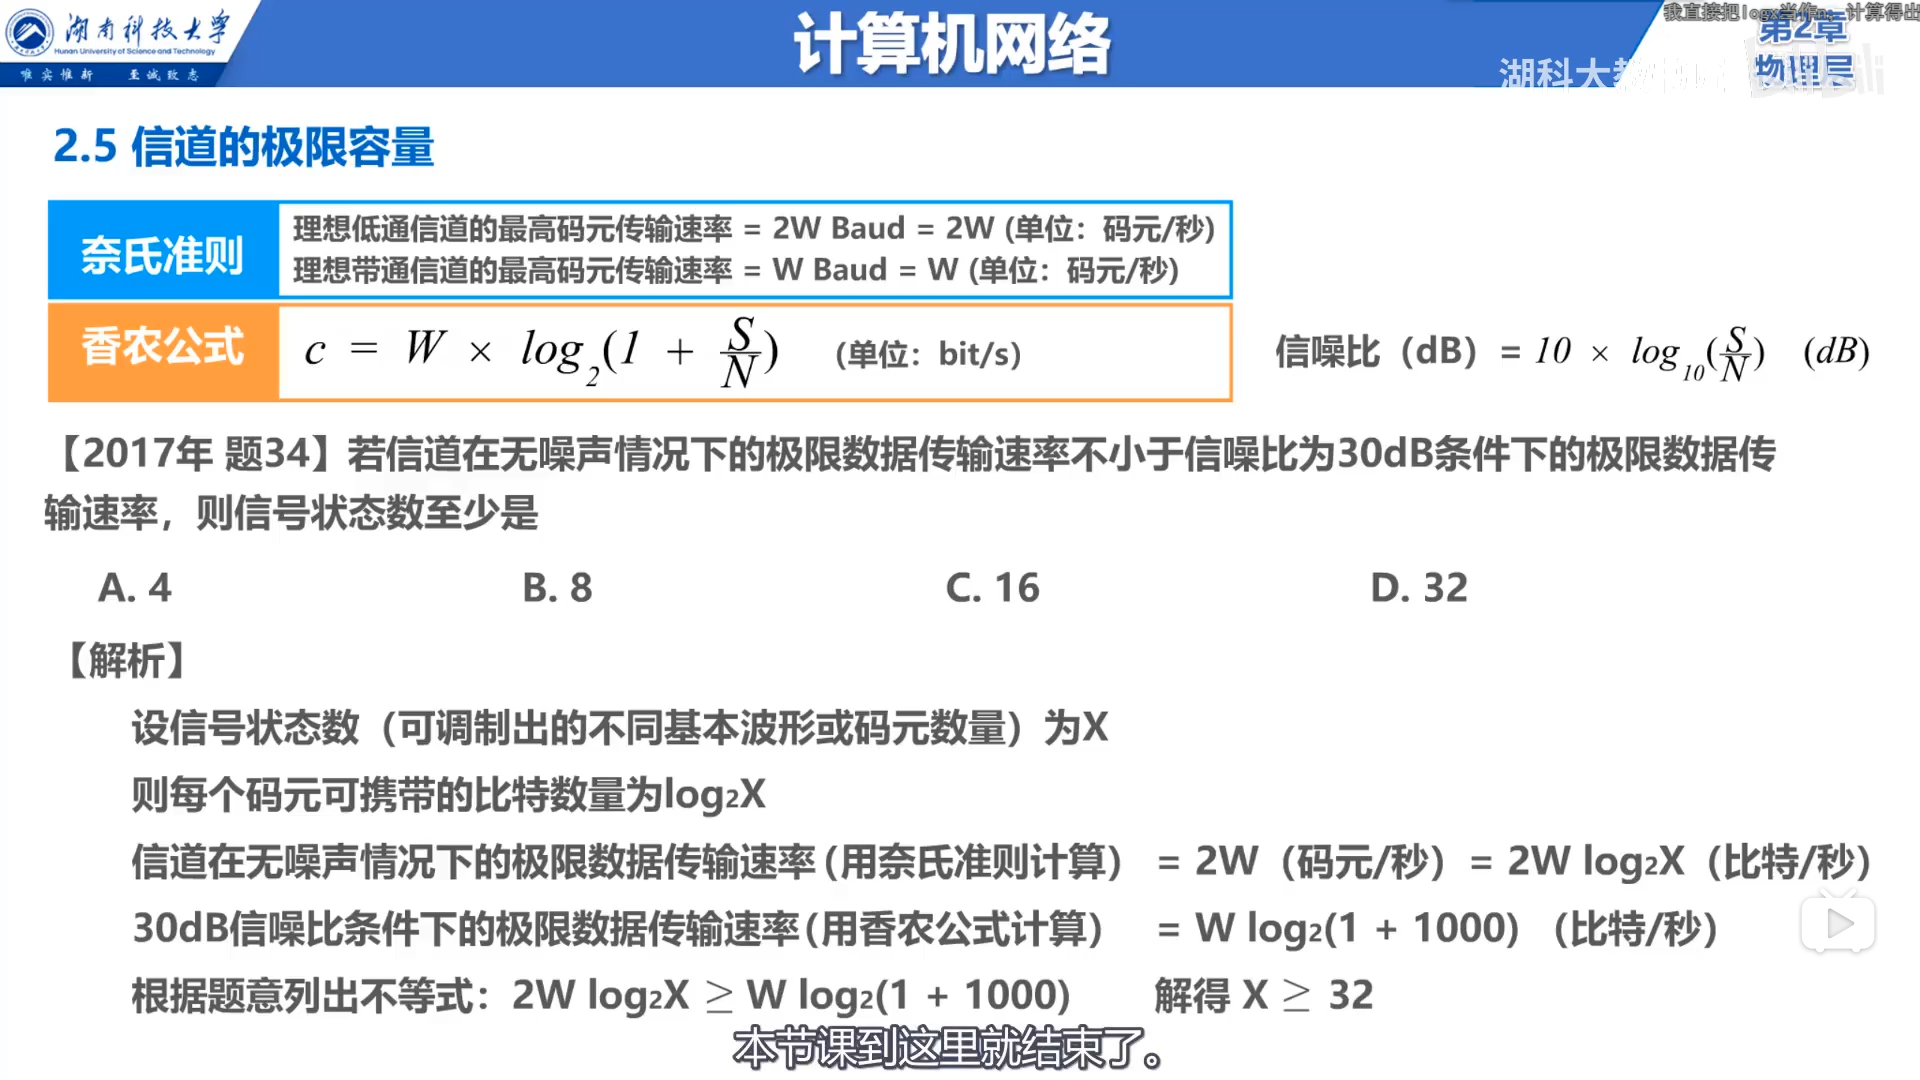 湖南科技大学
Hunan University of Science and Technology
唯实惟新 至诚致志
计算机网络
我直接把logx当作n，计算得出
第2章
物理层
湖科大教书匠
2.5 信道的极限容量
奈氏准则
理想低通信道的最高码元传输速率 = 2W Baud = 2W (单位：码元/秒)
理想带通信道的最高码元传输速率 = W Baud = W (单位：码元/秒)
香农公式
c = W × log₂(1 + S/N) (单位：bit/s)
信噪比（dB）= 10 × log₁₀(S/N) (dB)
【2017年 题34】若信道在无噪声情况下的极限数据传输速率不小于信噪比为30dB条件下的极限数据传
输速率，则信号状态数至少是
A. 4 B. 8 C. 16 D. 32
【解析】
设信号状态数（可调制出的不同基本波形或码元数量）为X
则每个码元可携带的比特数量为log₂X
信道在无噪声情况下的极限数据传输速率(用奈氏准则计算) = 2W（码元/秒）= 2W log₂X（比特/秒）
30dB信噪比条件下的极限数据传输速率(用香农公式计算) = W log₂(1 + 1000)（比特/秒）
根据题意列出不等式：2W log₂X ≥ W log₂(1 + 1000) 解得 X ≥ 32
本节课到这里就结束了。